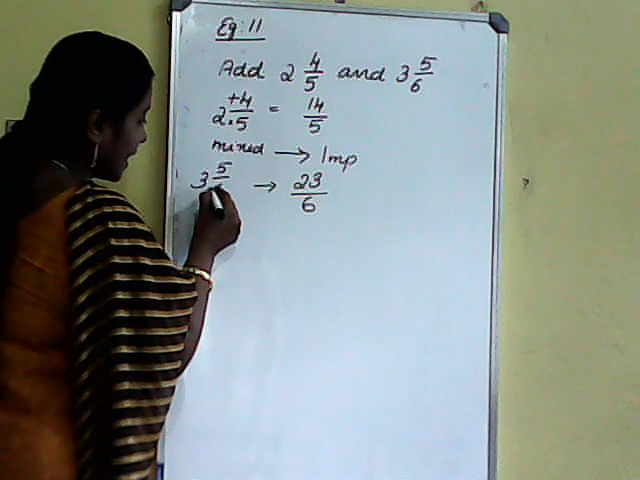 Eg: 11
Add 2 4/5 and 3 5/6
2 +4/.5 = 14/5
mixed → Imp
3 5/ → 23/6